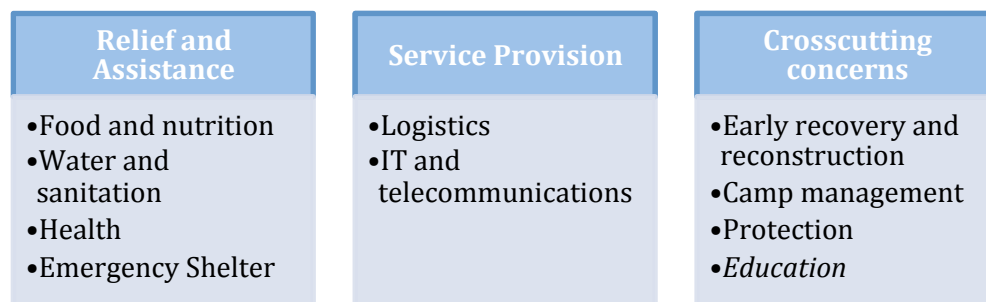 Relief and
Assistance
•Food and nutrition
•Water and
sanitation
•Health
•Emergency Shelter
Service Provision
•Logistics
•IT and
telecommunications
Crosscutting
concerns
•Early recovery and
reconstruction
•Camp management
•Protection
•Education